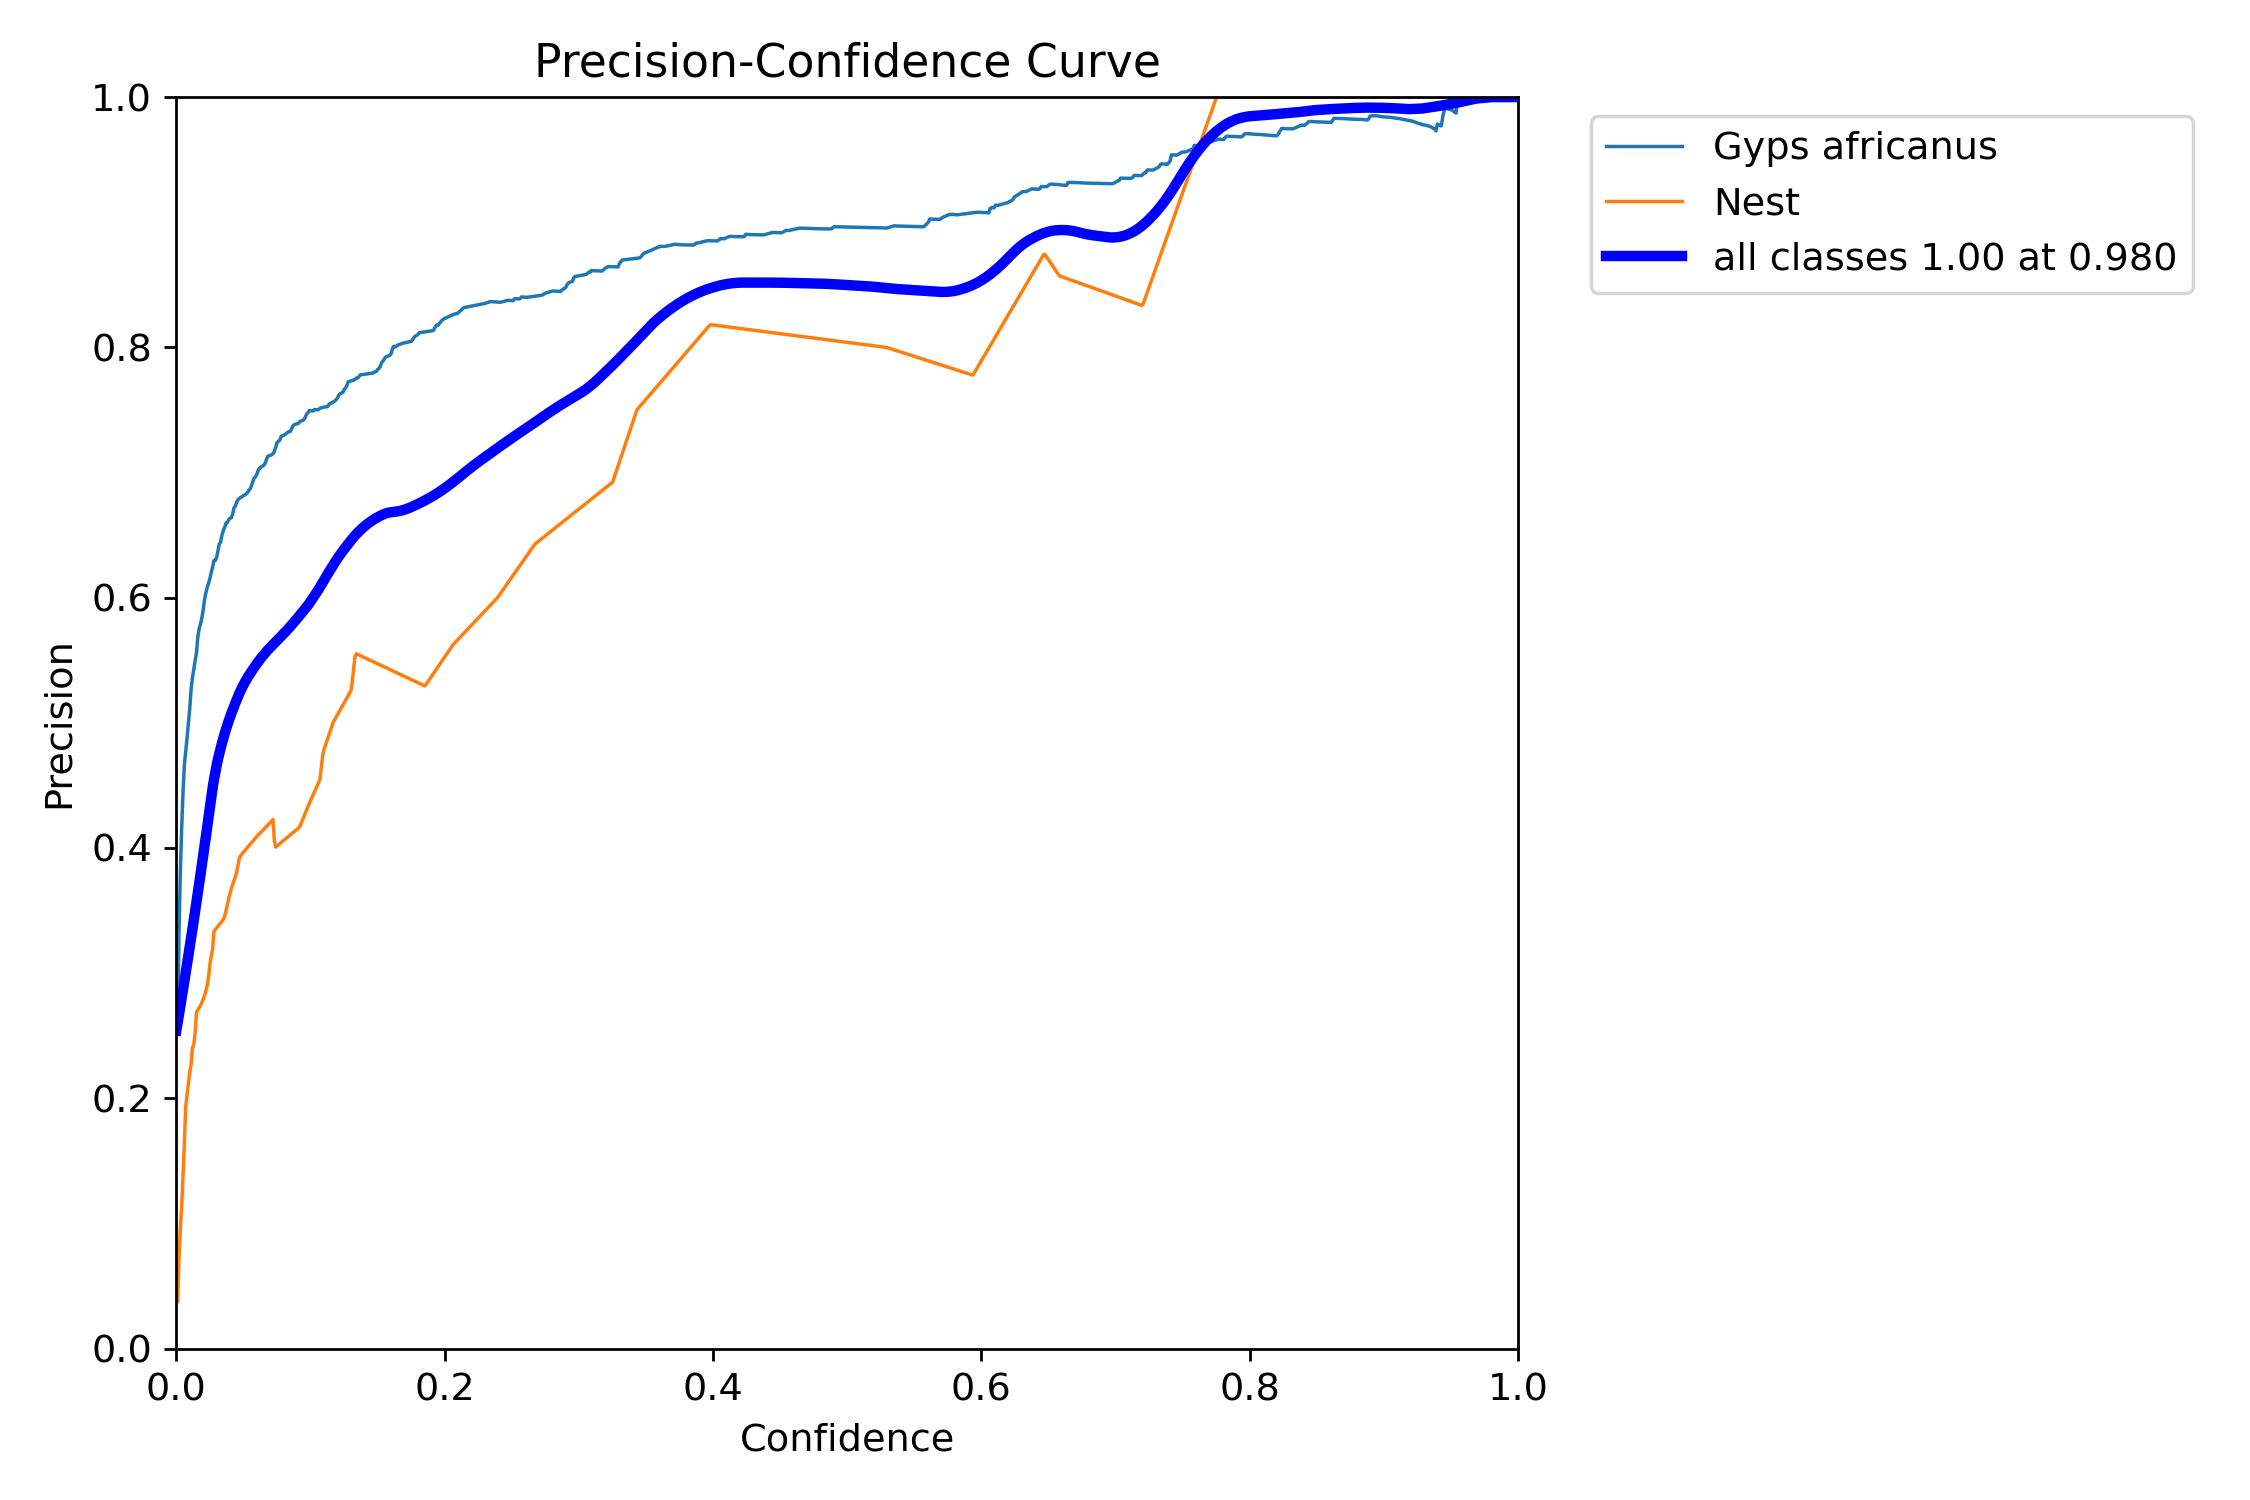 Precision-Confidence Curve
1.0
0.8
0.6
0.4
0.2
0.0
Precision
0.0 0.2 0.4 0.6 0.8 1.0
Confidence
Gyps africanus
Nest
all classes 1.00 at 0.980